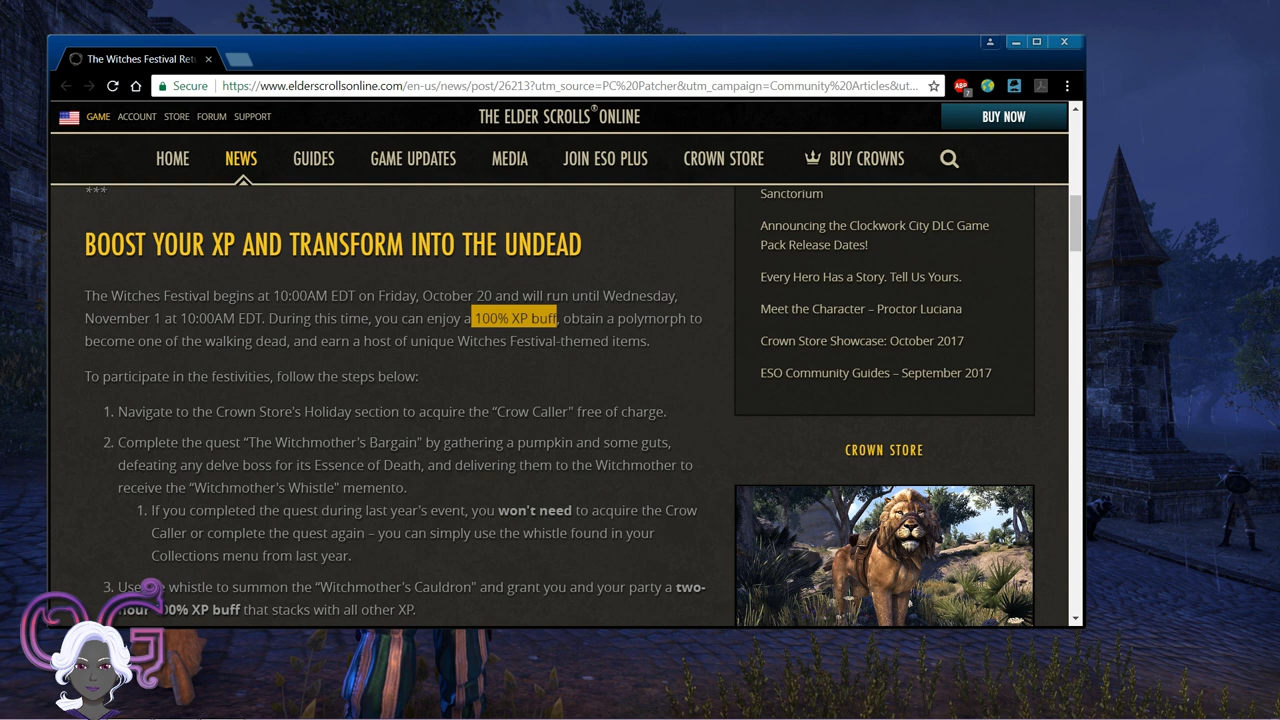 The Witches Festival Ret
Secure https://www.elderscrollsonline.com/en-us/news/post/26213?utm_source=PC%20Patcher&utm_campaign=Community%20Articles&ut...
ABP
7
GAME ACCOUNT STORE FORUM SUPPORT
THE ELDER SCROLLS® ONLINE
BUY NOW
HOME NEWS GUIDES GAME UPDATES MEDIA JOIN ESO PLUS CROWN STORE BUY CROWNS
***
BOOST YOUR XP AND TRANSFORM INTO THE UNDEAD
The Witches Festival begins at 10:00AM EDT on Friday, October 20 and will run until Wednesday,
November 1 at 10:00AM EDT. During this time, you can enjoy a 100% XP buff, obtain a polymorph to
become one of the walking dead, and earn a host of unique Witches Festival-themed items.
To participate in the festivities, follow the steps below:
1. Navigate to the Crown Store's Holiday section to acquire the “Crow Caller” free of charge.
2. Complete the quest “The Witchmother's Bargain” by gathering a pumpkin and some guts,
defeating any delve boss for its Essence of Death, and delivering them to the Witchmother to
receive the “Witchmother's Whistle” memento.
1. If you completed the quest during last year's event, you won't need to acquire the Crow
Caller or complete the quest again – you can simply use the whistle found in your
Collections menu from last year.
3. Use whistle to summon the “Witchmother's Cauldron” and grant you and your party a two-
hour 100% XP buff that stacks with all other XP.
Sanctorium
Announcing the Clockwork City DLC Game
Pack Release Dates!
Every Hero Has a Story. Tell Us Yours.
Meet the Character – Proctor Luciana
Crown Store Showcase: October 2017
ESO Community Guides – September 2017
CROWN STORE
OG